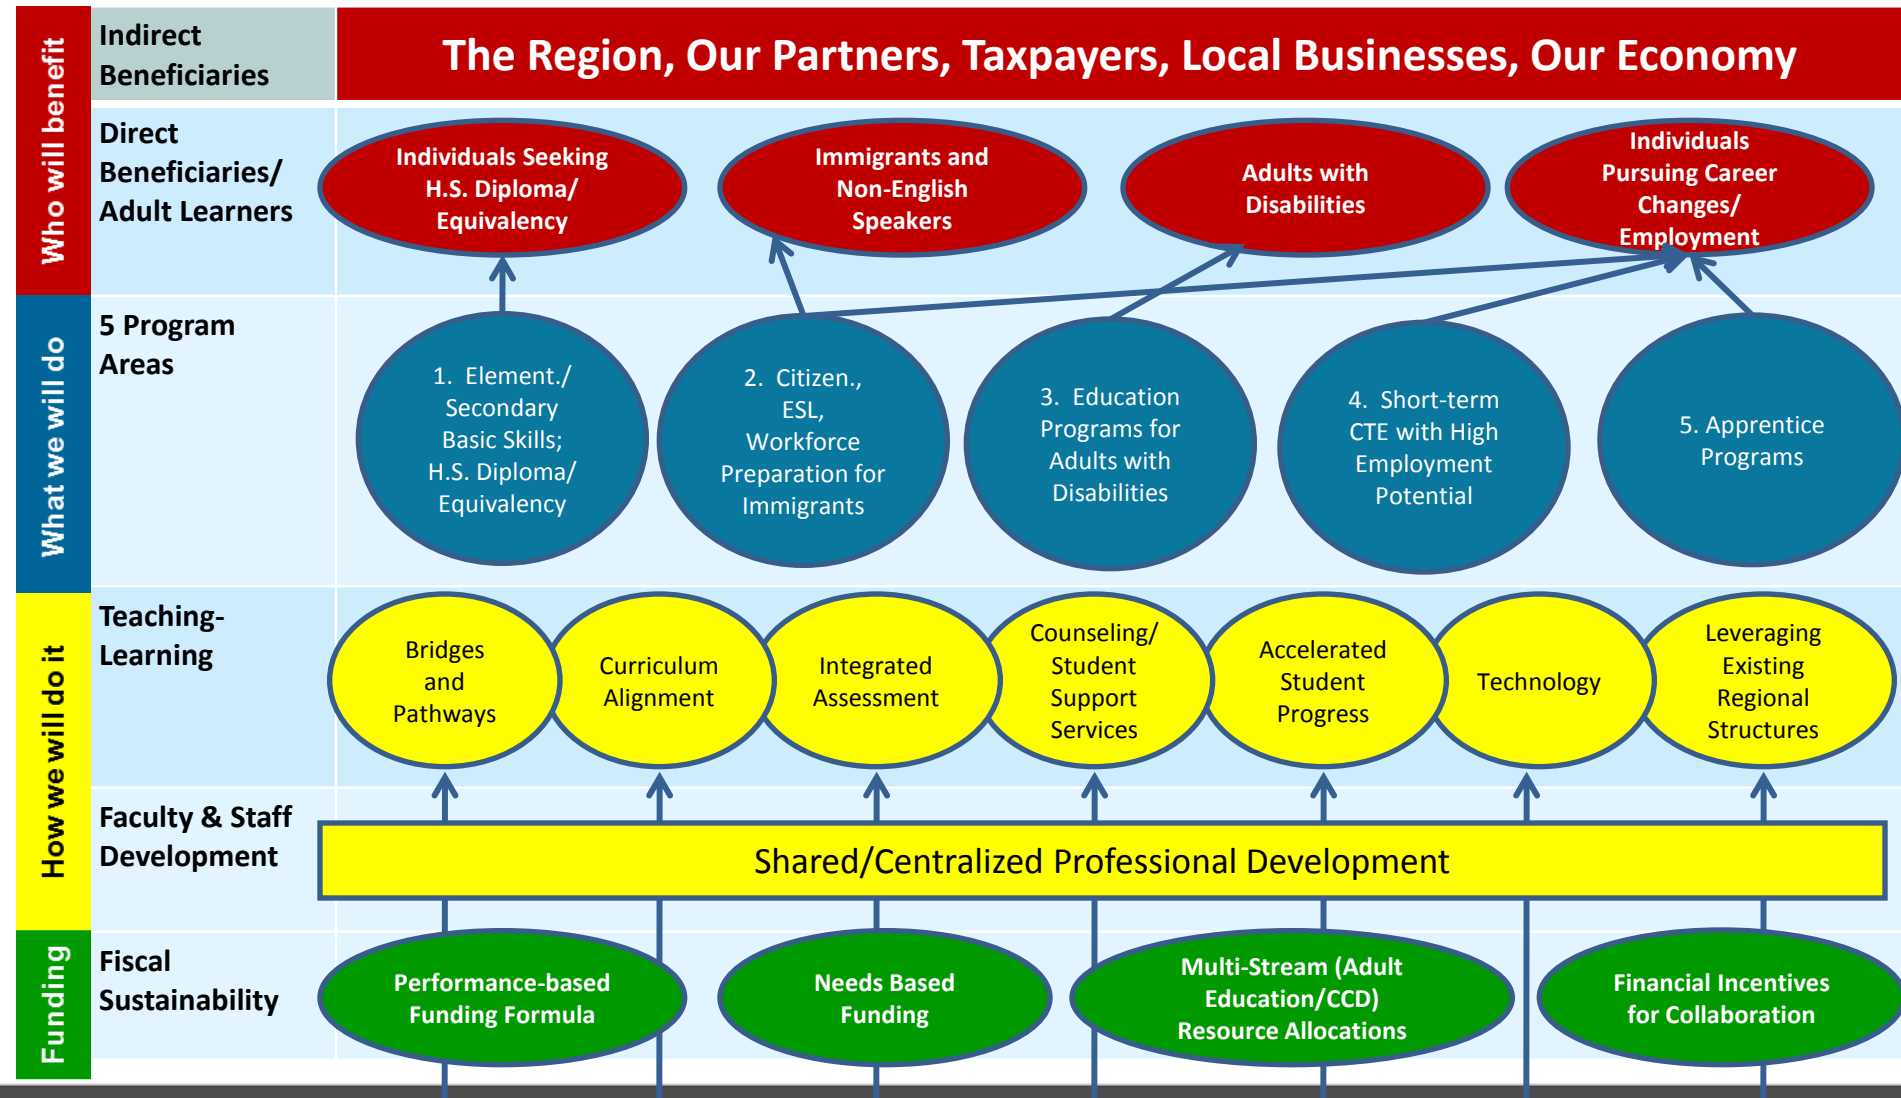 Who will benefit
Indirect
Beneficiaries
The Region, Our Partners, Taxpayers, Local Businesses, Our Economy
Direct
Beneficiaries/
Adult Learners
Individuals Seeking
H.S. Diploma/
Equivalency
Immigrants and
Non-English
Speakers
Adults with
Disabilities
Individuals
Pursuing Career
Changes/
Employment
What we will do
5 Program
Areas
1. Element./
Secondary
Basic Skills;
H.S. Diploma/
Equivalency
2. Citizen.,
ESL,
Workforce
Preparation for
Immigrants
3. Education
Programs for
Adults with
Disabilities
4. Short-term
CTE with High
Employment
Potential
5. Apprentice
Programs
How we will do it
Teaching-
Learning
Bridges
and
Pathways
Curriculum
Alignment
Integrated
Assessment
Counseling/
Student
Support
Services
Accelerated
Student
Progress
Technology
Leveraging
Existing
Regional
Structures
Faculty & Staff
Development
Shared/Centralized Professional Development
Funding
Fiscal
Sustainability
Performance-based
Funding Formula
Needs Based
Funding
Multi-Stream (Adult
Education/CCD)
Resource Allocations
Financial Incentives
for Collaboration